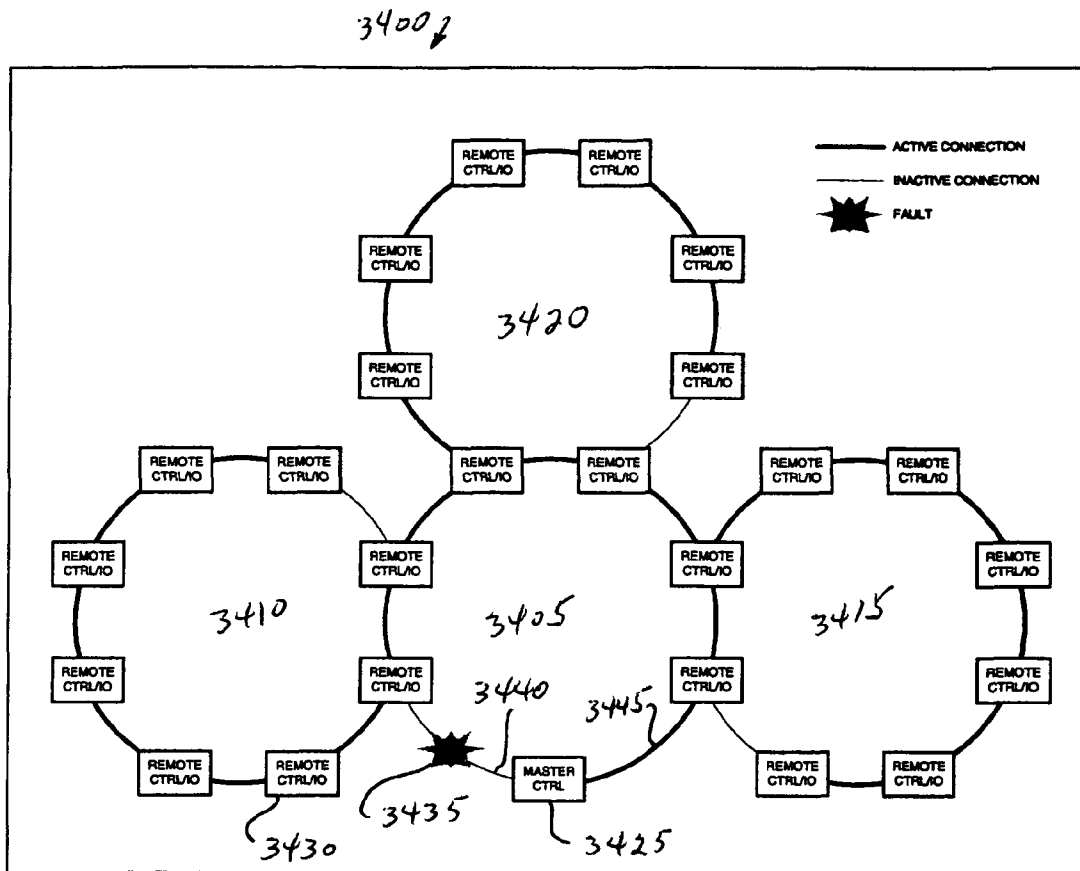 3400
ACTIVE CONNECTION
INACTIVE CONNECTION
FAULT
REMOTE
CTRL/IO
REMOTE
CTRL/IO
REMOTE
CTRL/IO
REMOTE
CTRL/IO
3420
REMOTE
CTRL/IO
REMOTE
CTRL/IO
REMOTE
CTRL/IO
REMOTE
CTRL/IO
REMOTE
CTRL/IO
REMOTE
CTRL/IO
REMOTE
CTRL/IO
REMOTE
CTRL/IO
REMOTE
CTRL/IO
REMOTE
CTRL/IO
REMOTE
CTRL/IO
REMOTE
CTRL/IO
3410
3405
3415
REMOTE
CTRL/IO
REMOTE
CTRL/IO
REMOTE
CTRL/IO
REMOTE
CTRL/IO
3440
3445
REMOTE
CTRL/IO
REMOTE
CTRL/IO
MASTER
CTRL
REMOTE
CTRL/IO
REMOTE
CTRL/IO
3435
3430
3425